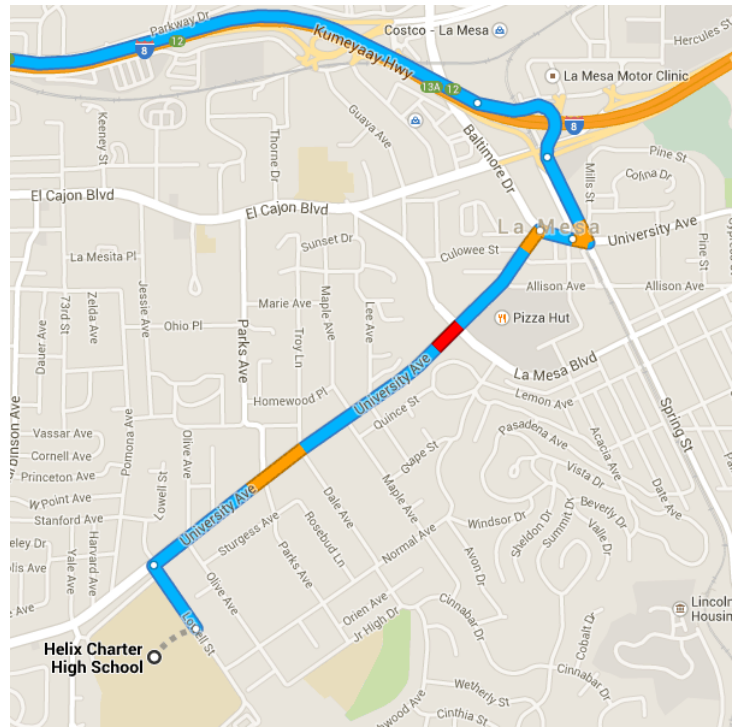 Parkway Dr
Costco - La Mesa
Hercules St
8
12
Kumeyaay Hwy
13A
12
La Mesa Motor Clinic
8
Keeney St
Guava Ave
Baltimore Dr
Thorne Dr
Pine St
Mills St
Colina Dr
El Cajon Blvd
El Cajon Blvd
La Mesa
University Ave
Sunset Dr
Culowee St
Pine St
La Mesita Pl
73rd St
Zelda Ave
Jessie Ave
Allison Ave
Allison Ave
Marie Ave
Maple Ave
Lee Ave
Dauer Ave
Ohio Pl
Parks Ave
Troy Ln
Pizza Hut
La Mesa Blvd
University Ave
Homewood Pl
Lemon Ave
Quince St
Spring St
Pasadena Ave
Acacia Ave
Vassar Ave
Cornell Ave
Princeton Ave
Pomona Ave
Olive Ave
Lowell St
Grape St
Vista Dr
Date Ave
W Point Ave
Stanford Ave
University Ave
Dale Ave
Maple Ave
Windsor Dr
Sheldon Dr
Summit Dr
Beverly Dr
Valle Dr
Sturgess Ave
Rosebud Ln
Normal Ave
Yale Ave
Harvard Ave
Olive Ave
Parks Ave
Avon Dr
Orien Ave
Jr High Dr
Cinnabar Dr
Lowell St
Helix Charter
High School
Lincoln
Cobalt Dr
Cinnabar Dr
Wetherly St
Cinthia St